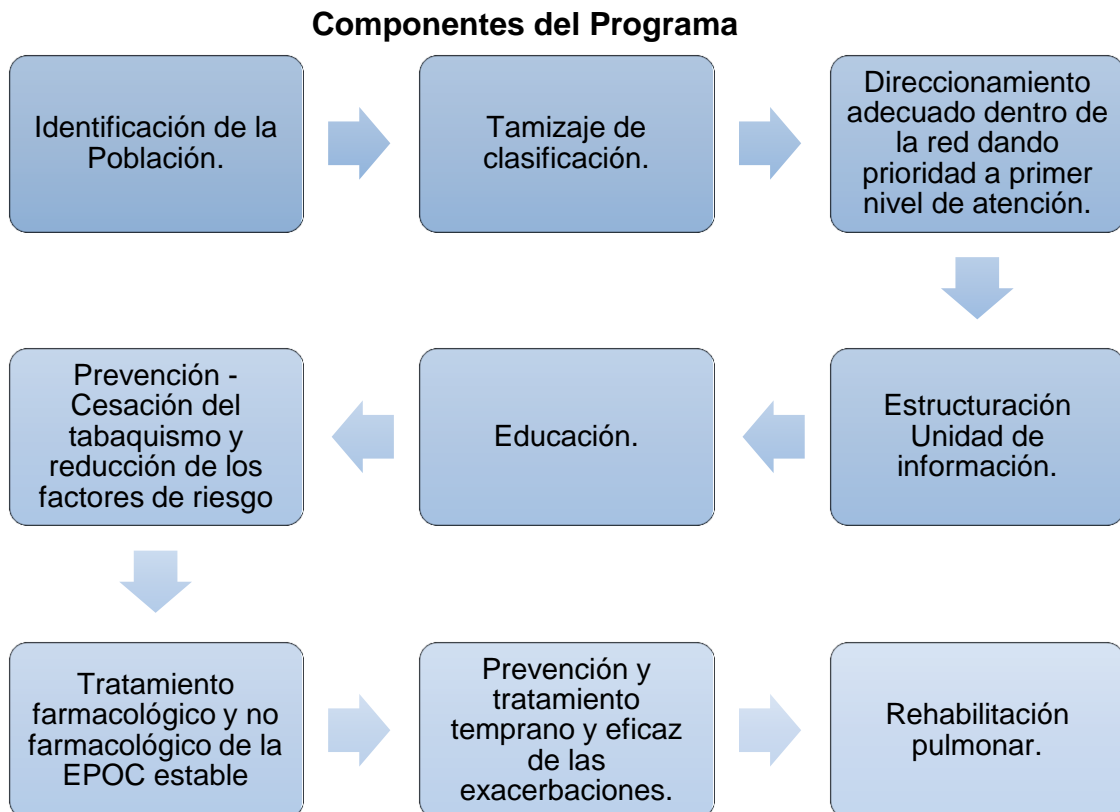 Componentes del Programa
Identificación de la
Población.
Tamizaje de
clasificación.
Direccionamiento
adecuado dentro de
la red dando
prioridad a primer
nivel de atención.
Estructuración
Unidad de
información.
Educación.
Prevención -
Cesación del
tabaquismo y
reducción de los
factores de riesgo
Tratamiento
farmacológico y no
farmacológico de la
EPOC estable
Prevención y
tratamiento
temprano y eficaz
de las
exacerbaciones.
Rehabilitación
pulmonar.